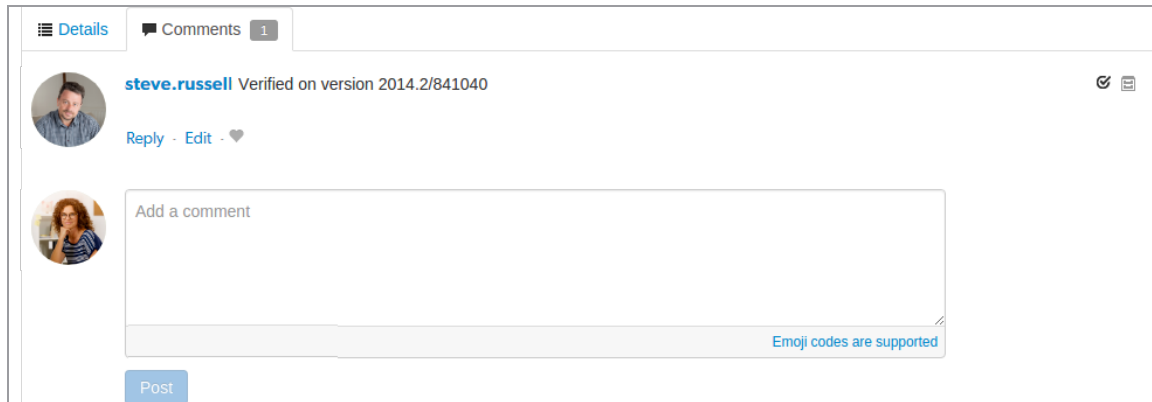 Details Comments 1
steve.russell Verified on version 2014.2/841040
Reply - Edit -
Add a comment
Emoji codes are supported
Post